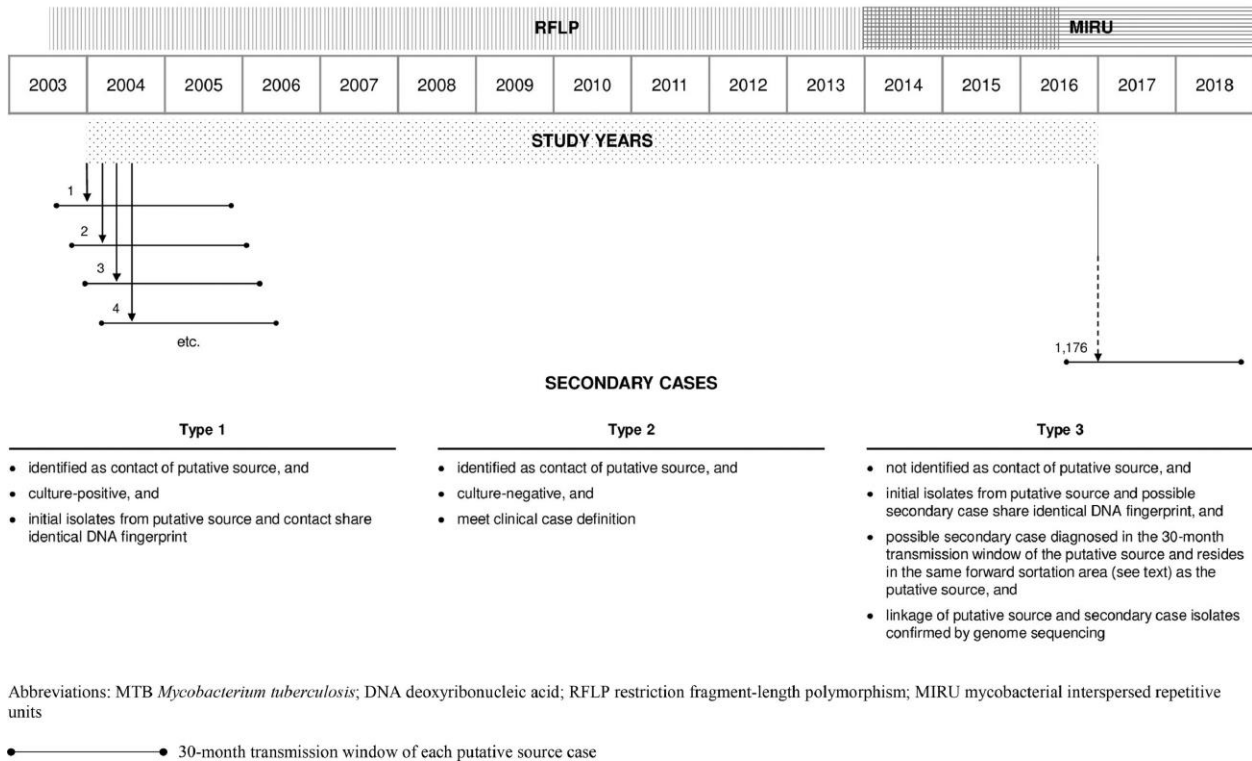 RFLP MIRU
2003 2004 2005 2006 2007 2008 2009 2010 2011 2012 2013 2014 2015 2016 2017 2018
STUDY YEARS
1
2
3
4
etc.
1,176
SECONDARY CASES
Type 1
• identified as contact of putative source, and
• culture-positive, and
• initial isolates from putative source and contact share
identical DNA fingerprint
Type 2
• identified as contact of putative source, and
• culture-negative, and
• meet clinical case definition
Type 3
• not identified as contact of putative source, and
• initial isolates from putative source and possible
secondary case share identical DNA fingerprint, and
• possible secondary case diagnosed in the 30-month
transmission window of the putative source and resides
in the same forward sortation area (see text) as the
putative source, and
• linkage of putative source and secondary case isolates
confirmed by genome sequencing
Abbreviations: MTB Mycobacterium tuberculosis; DNA deoxyribonucleic acid; RFLP restriction fragment-length polymorphism; MIRU mycobacterial interspersed repetitive
units
30-month transmission window of each putative source case